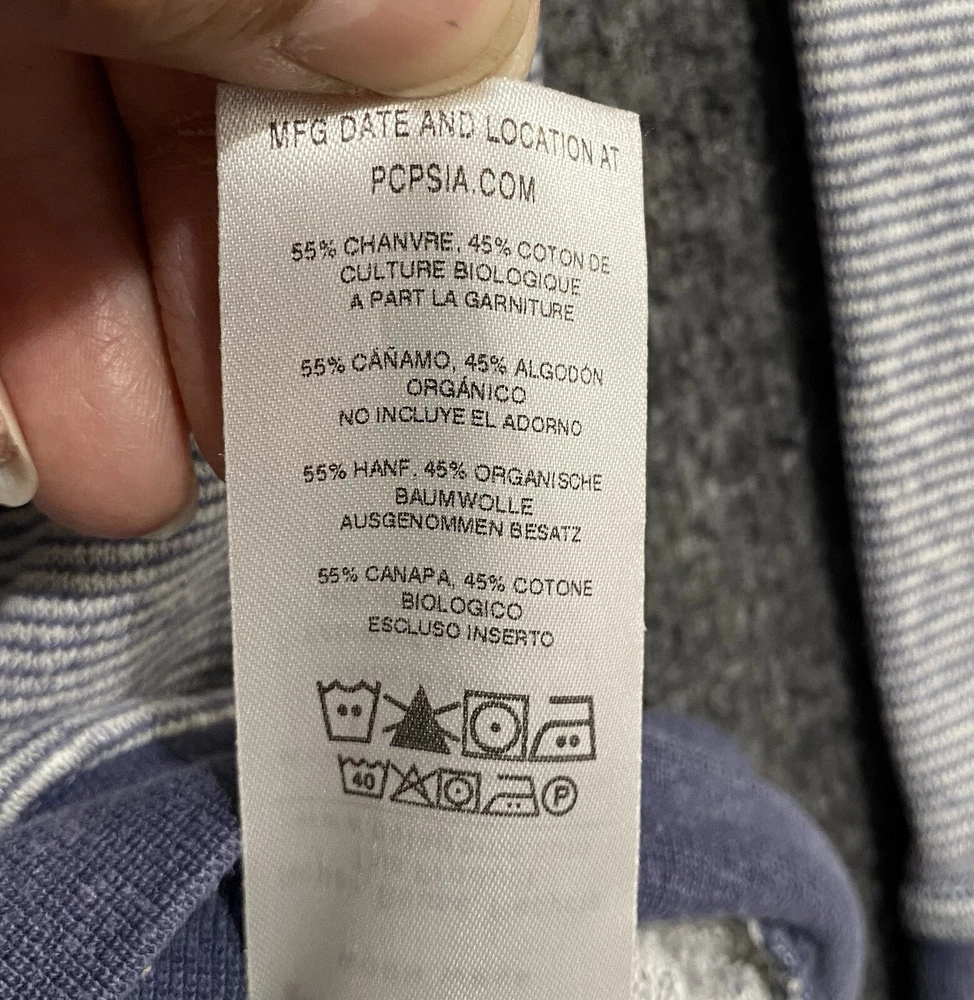 MFG DATE AND LOCATION AT
PCPSIA.COM
55% CHANVRE, 45% COTON DE
CULTURE BIOLOGIQUE
A PART LA GARNITURE
55% CÁÑAMO, 45% ALGODÓN
ORGÁNICO
NO INCLUYE EL ADORNO
55% HANF, 45% ORGANISCHE
BAUMWOLLE
AUSGENOMMEN BESATZ
55% CANAPA, 45% COTONE
BIOLOGICO
ESCLUSO INSERTO
40 P